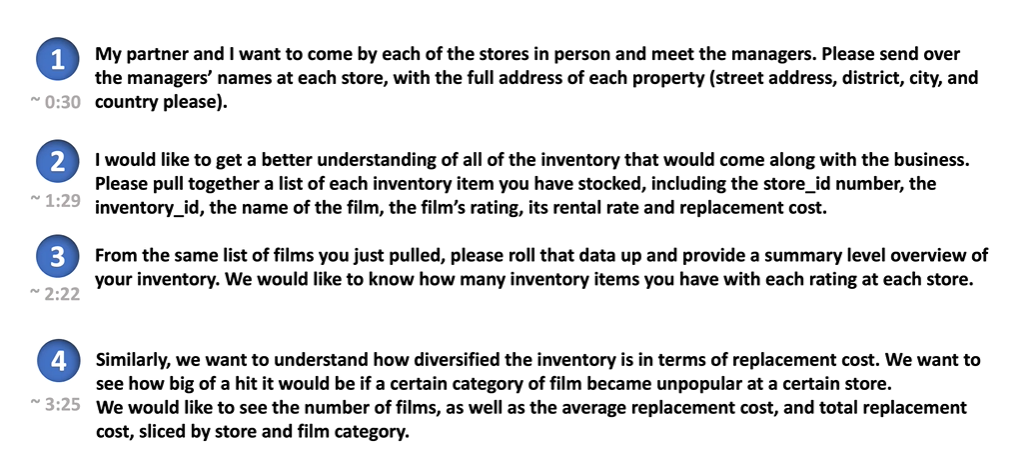 1
My partner and I want to come by each of the stores in person and meet the managers. Please send over
the managers’ names at each store, with the full address of each property (street address, district, city, and
country please).
~ 0:30
2
I would like to get a better understanding of all of the inventory that would come along with the business.
Please pull together a list of each inventory item you have stocked, including the store_id number, the
inventory_id, the name of the film, the film’s rating, its rental rate and replacement cost.
~ 1:29
3
From the same list of films you just pulled, please roll that data up and provide a summary level overview of
your inventory. We would like to know how many inventory items you have with each rating at each store.
~ 2:22
4
Similarly, we want to understand how diversified the inventory is in terms of replacement cost. We want to
see how big of a hit it would be if a certain category of film became unpopular at a certain store.
We would like to see the number of films, as well as the average replacement cost, and total replacement
cost, sliced by store and film category.
~ 3:25